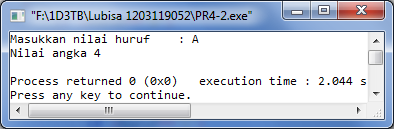 "F:\1D3TB\Lubisa 1203119052\PR4-2.exe"
Masukkan nilai huruf    : A
Nilai angka 4
Process returned 0 (0x0)   execution time : 2.044 s
Press any key to continue.